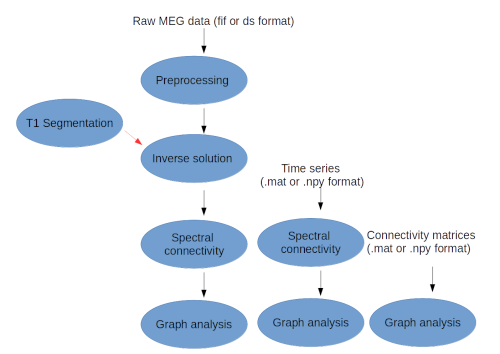 Raw MEG data (fif or ds format)
Preprocessing
T1 Segmentation
Inverse solution
Time series
(.mat or .npy format)
Spectral
connectivity
Spectral
connectivity
Connectivity matrices
(.mat or .npy format)
Graph analysis
Graph analysis
Graph analysis